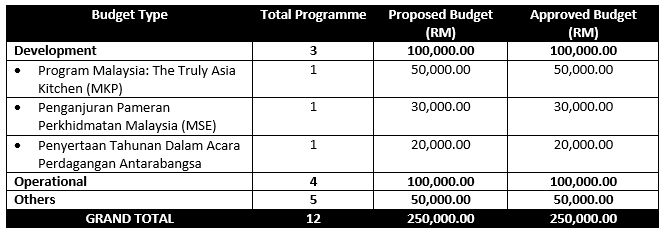 Budget Type Total Programme Proposed Budget (RM) Approved Budget (RM)
Development 3 100,000.00 100,000.00
• Program Malaysia: The Truly Asia 1 50,000.00 50,000.00
Kitchen (MKP)
• Penganjuran Pameran 1 30,000.00 30,000.00
Perkhidmatan Malaysia (MSE)
• Penyertaan Tahunan Dalam Acara 1 20,000.00 20,000.00
Perdagangan Antarabangsa
Operational 4 100,000.00 100,000.00
Others 5 50,000.00 50,000.00
GRAND TOTAL 12 250,000.00 250,000.00